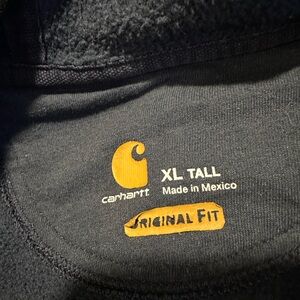 carhartt
XL TALL
Made in Mexico
ORIGINAL FIT